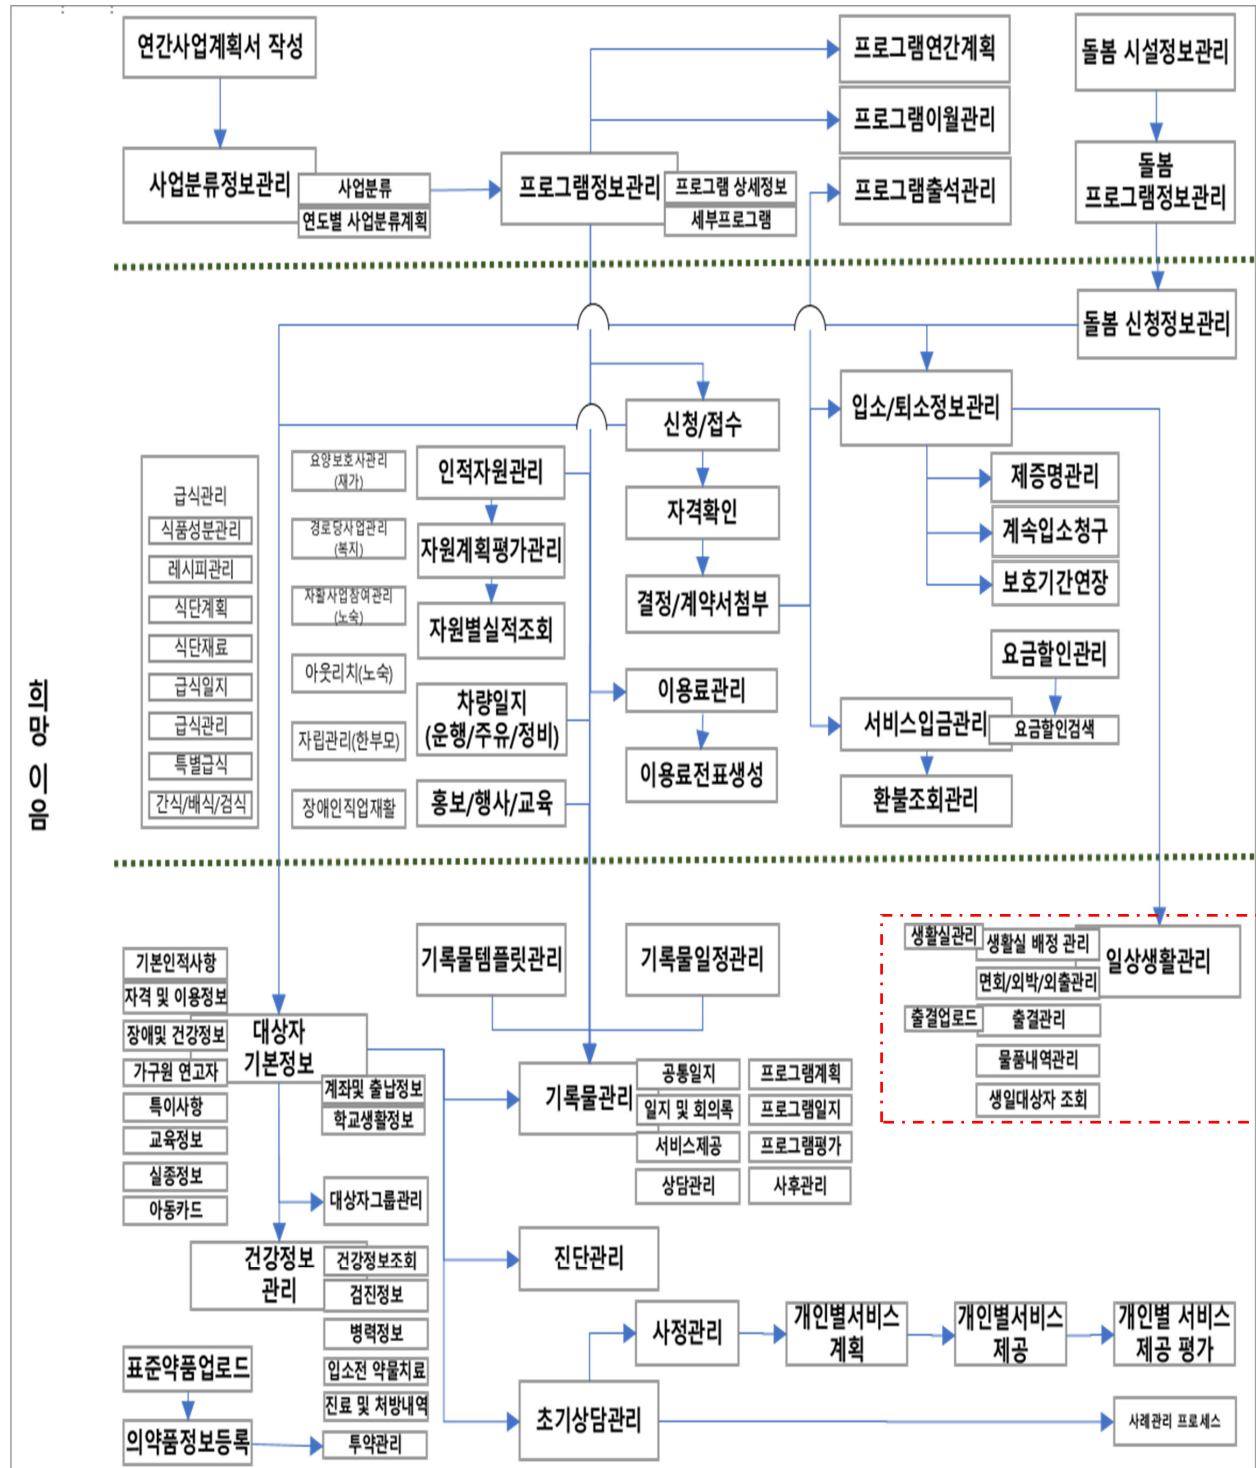 연간사업계획서 작성
프로그램연간계획
돌봄 시설정보관리
프로그램이월관리
사업분류정보관리
사업분류
연도별 사업분류계획
프로그램정보관리
프로그램 상세정보
세부프로그램
프로그램출석관리
돌봄
프로그램정보관리
돌봄 신청정보관리
희망이음
급식관리
식품성분관리
레시피관리
식단계획
식단재료
급식일지
급식관리
특별급식
간식/배식/검식
요양보호사관리
(재가)
경로당사업관리
(복지)
자활사업참여관리
(노숙)
아웃리치(노숙)
자립관리(한부모)
장애인직업재활
인적자원관리
자원계획평가관리
자원별실적조회
차량일지
(운행/주유/정비)
홍보/행사/교육
신청/접수
자격확인
결정/계약서첨부
이용료관리
이용료전표생성
입소/퇴소정보관리
제증명관리
계속입소청구
보호기간연장
요금할인관리
요금할인검색
서비스입금관리
환불조회관리
기본인적사항
자격 및 이용정보
장애및 건강정보
가구원 연고자
특이사항
교육정보
실종정보
아동카드
대상자
기본정보
계좌및 출납정보
학교생활정보
대상자그룹관리
건강정보
관리
건강정보조회
검진정보
병력정보
입소전 약물치료
진료 및 처방내역
투약관리
표준약품업로드
의약품정보등록
기록물템플릿관리
기록물일정관리
기록물관리
공통일지
일지 및 회의록
서비스제공
상담관리
프로그램계획
프로그램일지
프로그램평가
사후관리
생활실관리
출결업로드
생활실 배정 관리
면회/외박/외출관리
출결관리
물품내역관리
생일대상자 조회
일상생활관리
진단관리
사정관리
개인별서비스
계획
개인별서비스
제공
개인별 서비스
제공 평가
초기상담관리
사례관리 프로세스